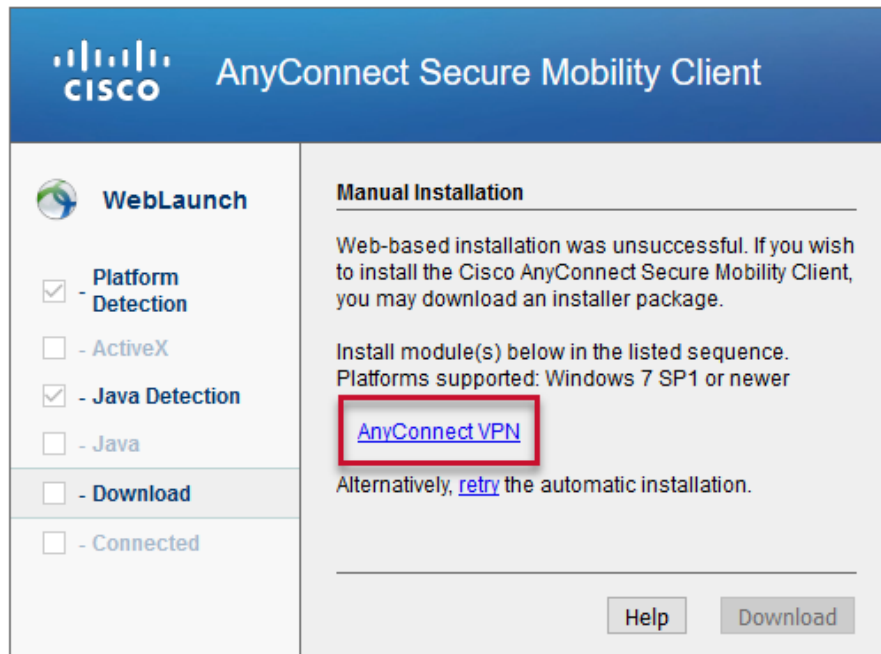 CISCO
AnyConnect Secure Mobility Client
WebLaunch
- Platform
Detection
- ActiveX
- Java Detection
- Java
- Download
- Connected
Manual Installation
Web-based installation was unsuccessful. If you wish
to install the Cisco AnyConnect Secure Mobility Client,
you may download an installer package.
Install module(s) below in the listed sequence.
Platforms supported: Windows 7 SP1 or newer
AnyConnect VPN
Alternatively, retry the automatic installation.
Help
Download